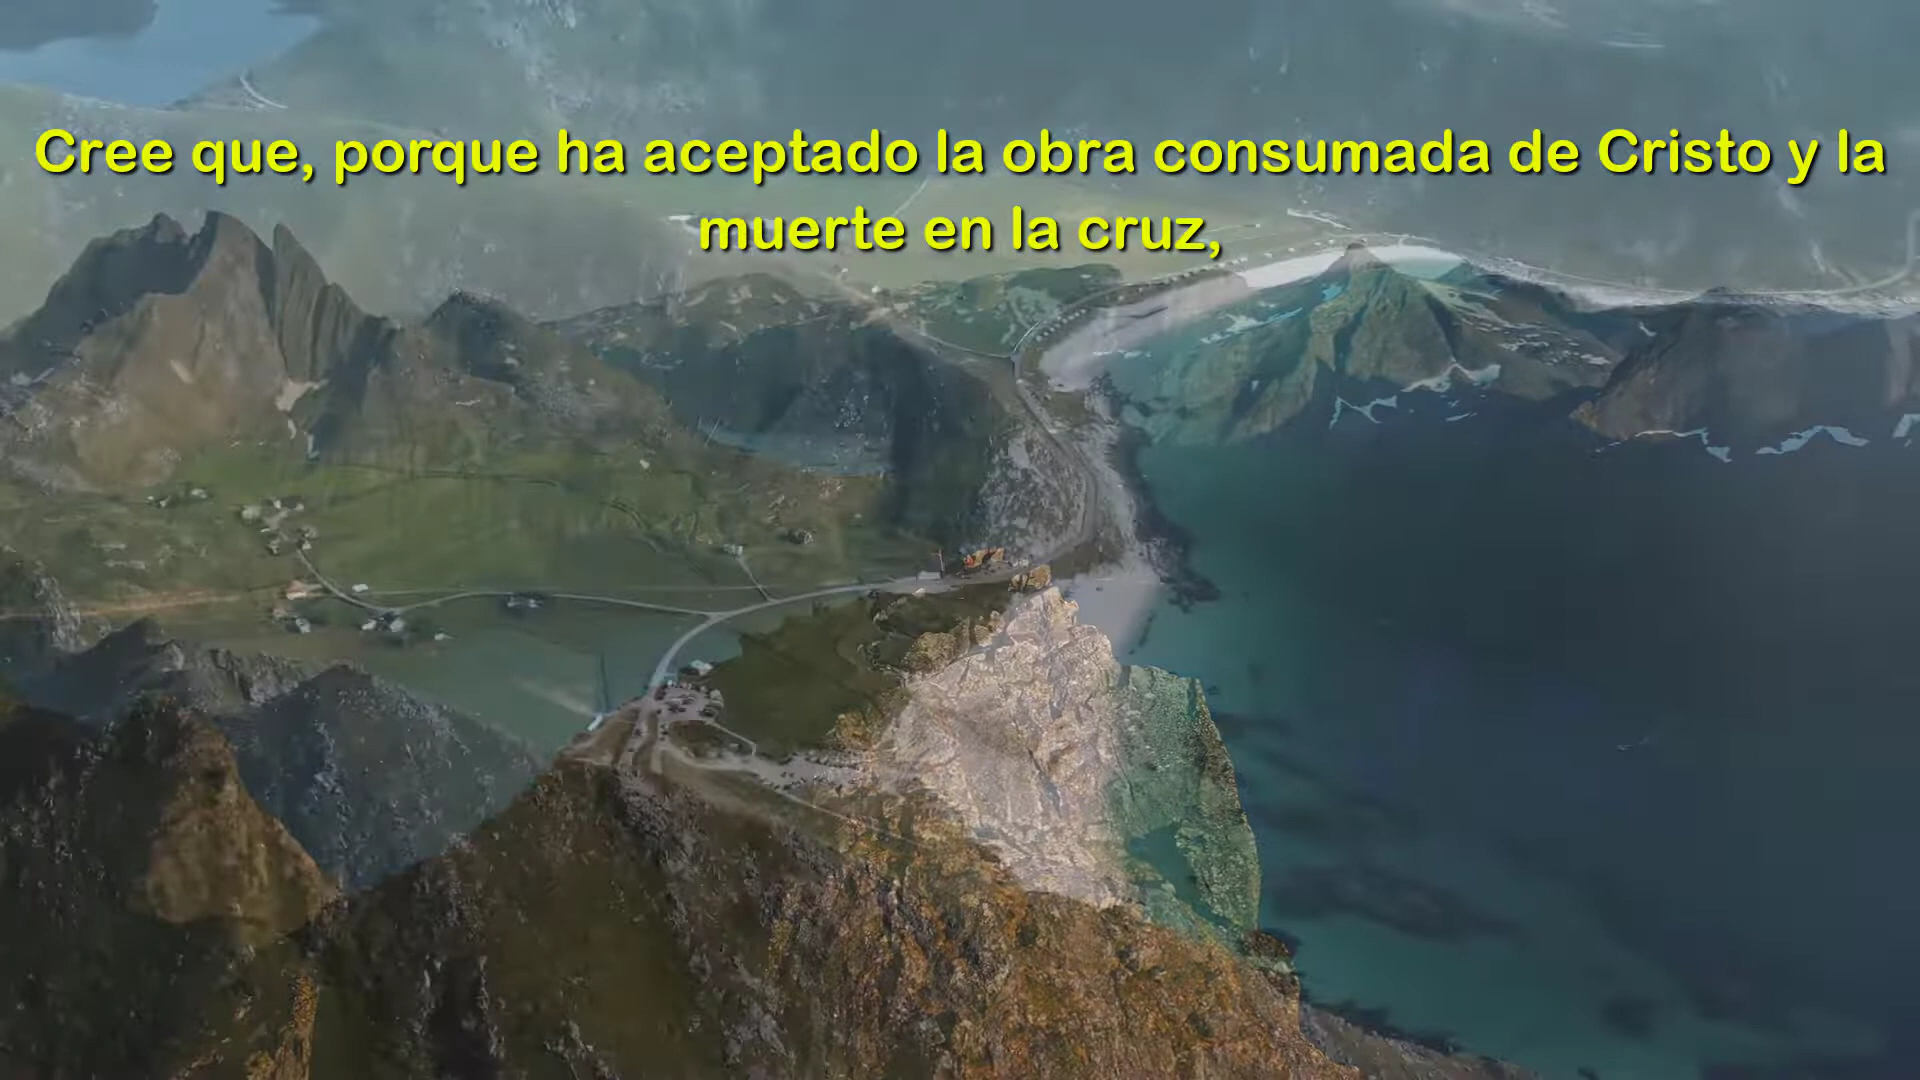 Cree que, porque ha aceptado la obra consumada de Cristo y la
muerte en la cruz,